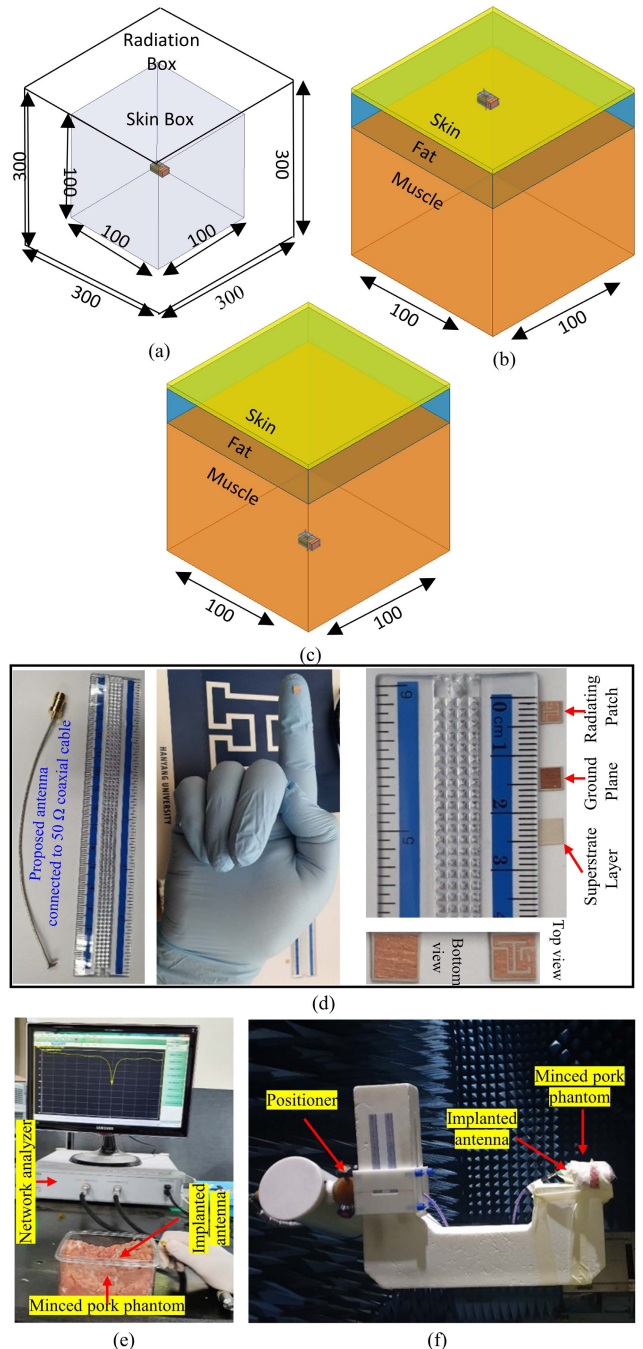 Radiation
Box
Skin Box
300
100
300
100
100
300
300
(a)
Skin
Fat
Muscle
100
100
(b)
Skin
Fat
Muscle
100
100
(c)
Proposed antenna
connected to 50 Ω coaxial cable
HANYANG UNIVERSITY
6
5
0 cm 1
2
3
4
Radiating
Patch
Ground
Plane
Superstrate
Layer
Bottom
view
Top view
(d)
SAMSUNG
Network analyzer
Implanted
antenna
Minced pork phantom
(e)
Positioner
Implanted
antenna
Minced pork
phantom
(f)